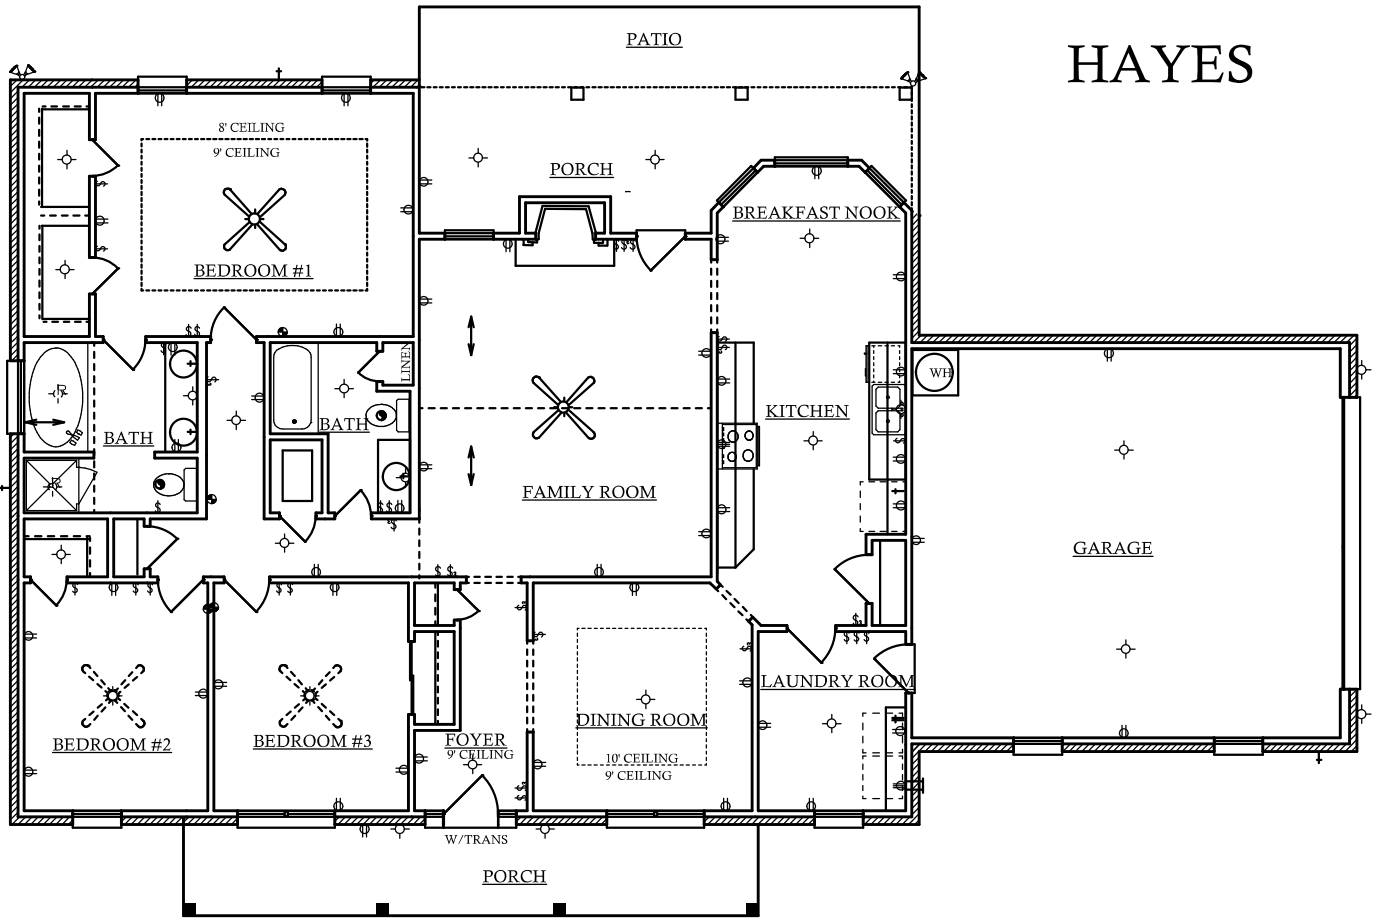 PATIO
HAYES
8' CEILING
9' CEILING
PORCH
BREAKFAST NOOK
BEDROOM #1
LINEN
WH
KITCHEN
BATH
BATH
FAMILY ROOM
GARAGE
LAUNDRY ROOM
DINING ROOM
BEDROOM #2
BEDROOM #3
FOYER
9' CEILING
10' CEILING
9' CEILING
W/TRANS
PORCH